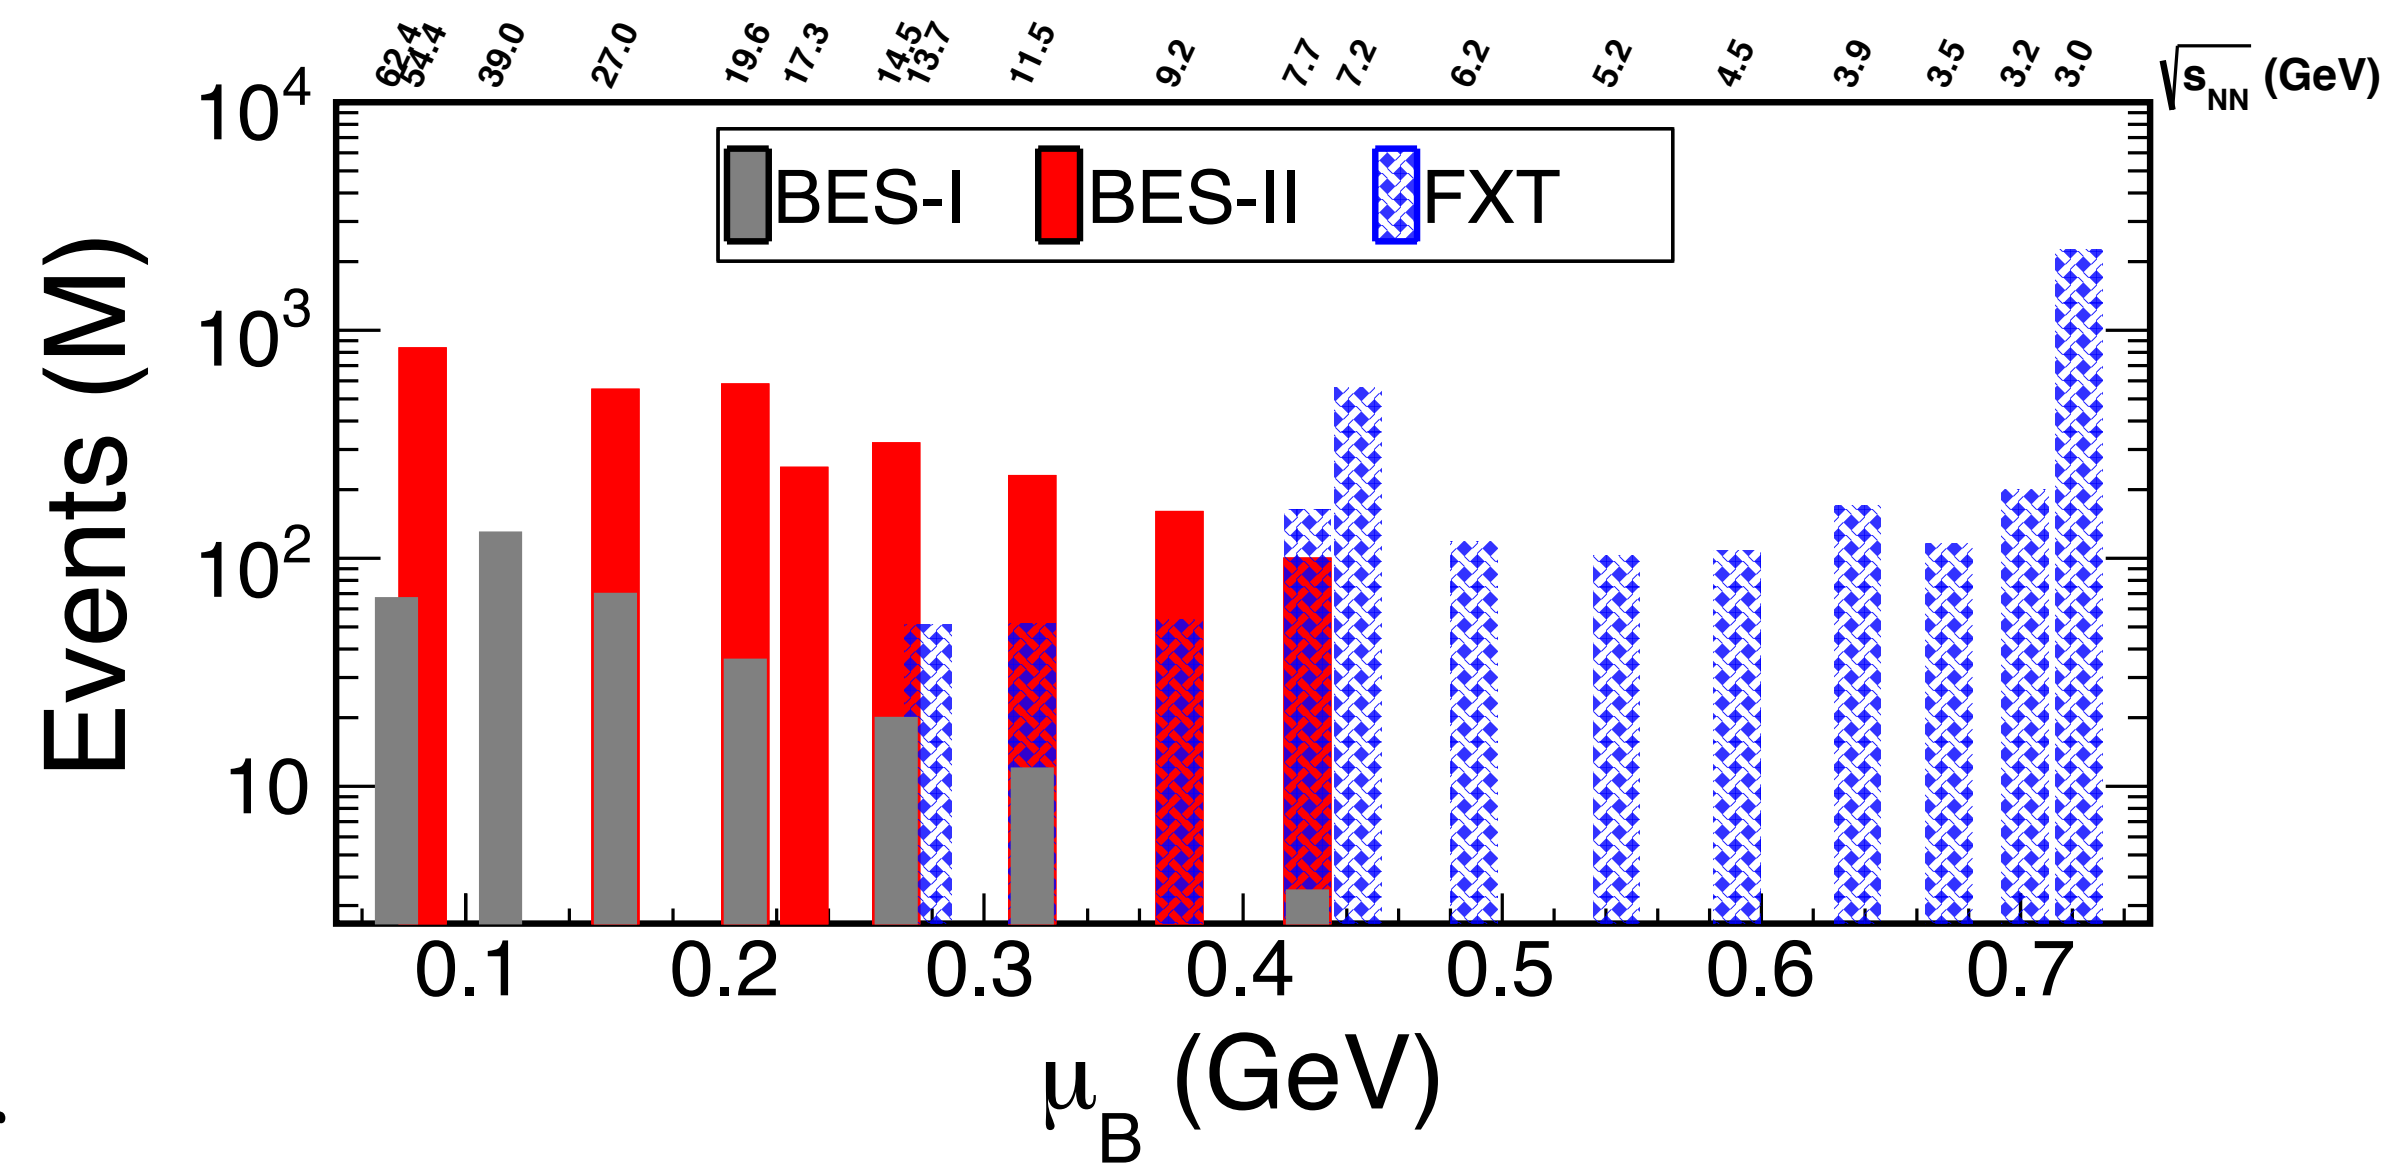 62.4 54.4 39.0 27.0 19.6 17.3 14.5 13.7 11.5 9.2 7.7 7.2 6.2 5.2 4.5 3.9 3.5 3.2 3.0 √s_NN (GeV)
10^4
BES-I BES-II FXT
10^3
10^2
10
Events (M)
0.1 0.2 0.3 0.4 0.5 0.6 0.7
μ_B (GeV)
.